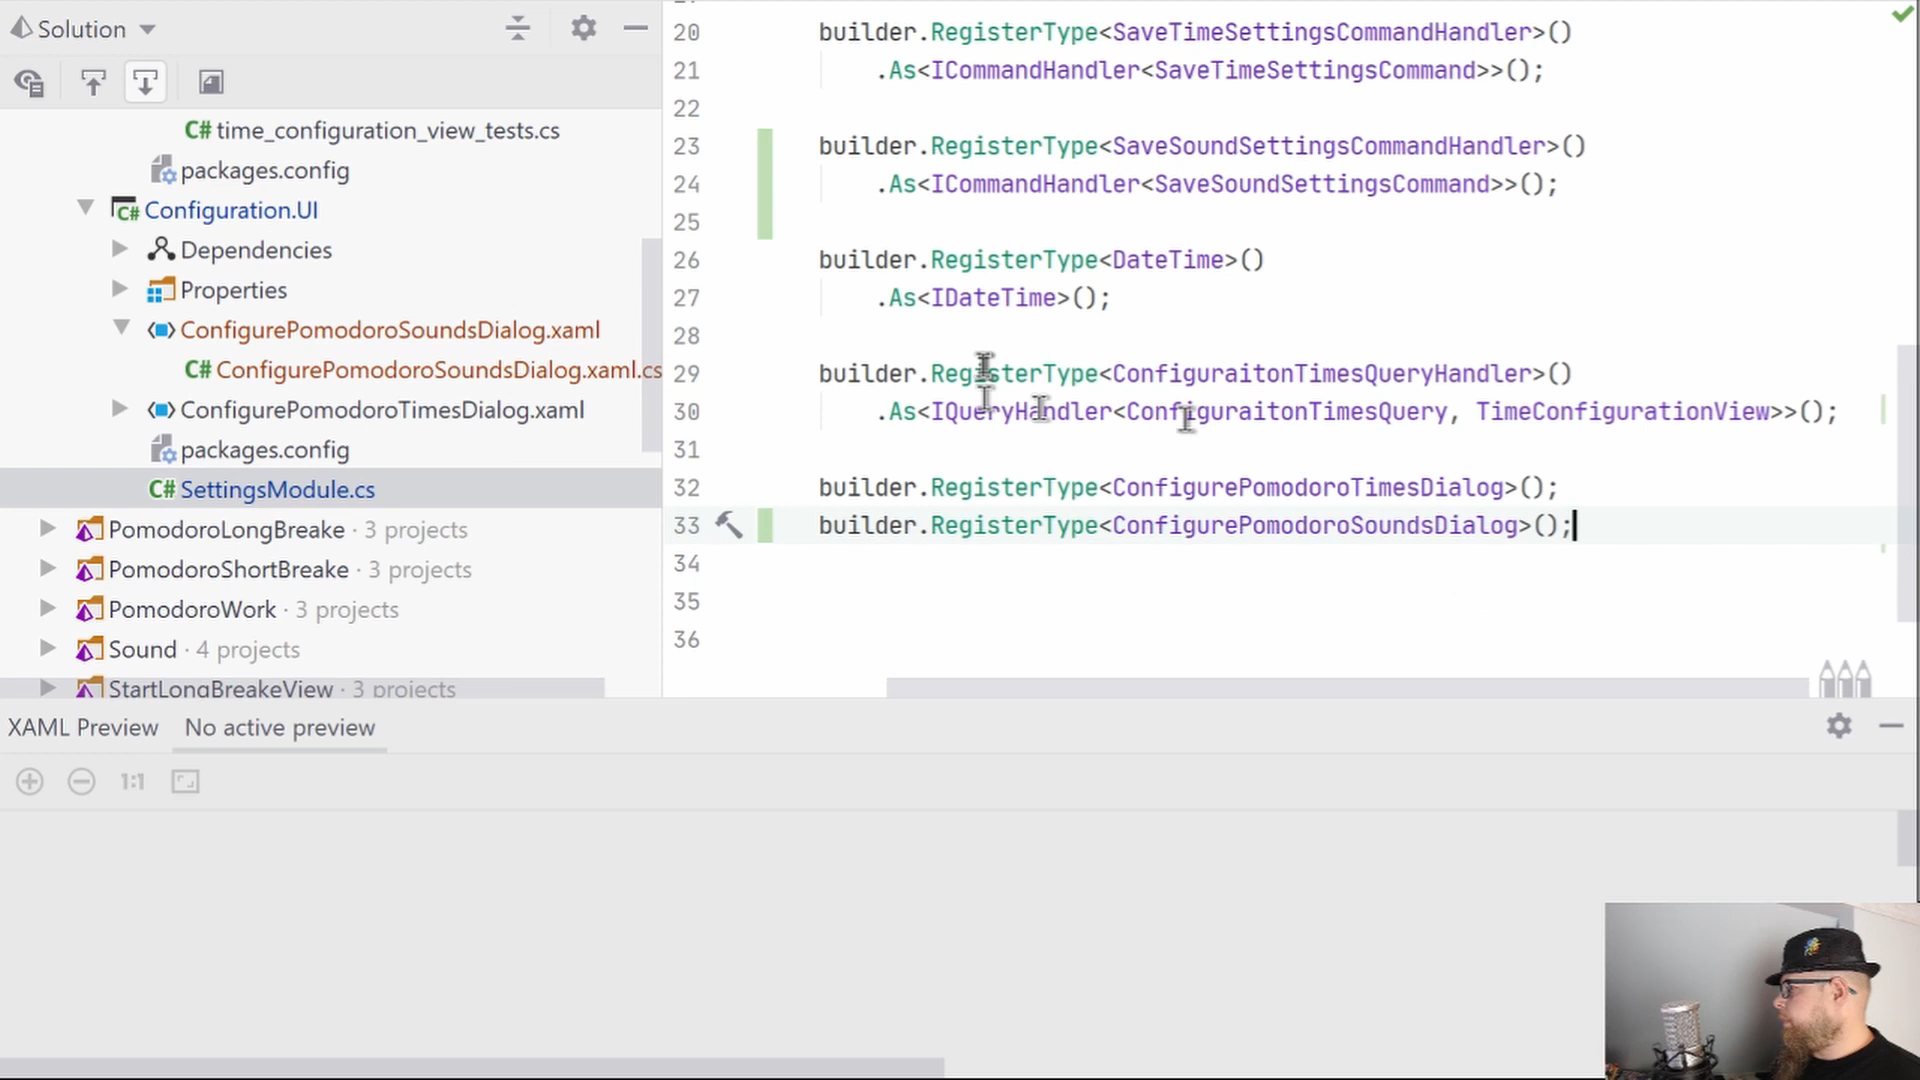 Solution
C# time_configuration_view_tests.cs
packages.config
C# Configuration.UI
Dependencies
Properties
ConfigurePomodoroSoundsDialog.xaml
C# ConfigurePomodoroSoundsDialog.xaml.cs
ConfigurePomodoroTimesDialog.xaml
packages.config
C# SettingsModule.cs
PomodoroLongBreake · 3 projects
PomodoroShortBreake · 3 projects
PomodoroWork · 3 projects
Sound · 4 projects
StartLongBreakeView · 3 projects
20 builder.RegisterType<SaveTimeSettingsCommandHandler>()
21 .As<ICommandHandler<SaveTimeSettingsCommand>>();
22
23 builder.RegisterType<SaveSoundSettingsCommandHandler>()
24 .As<ICommandHandler<SaveSoundSettingsCommand>>();
25
26 builder.RegisterType<DateTime>()
27 .As<IDateTime>();
28
29 builder.RegisterType<ConfiguraitonTimesQueryHandler>()
30 .As<IQueryHandler<ConfiguraitonTimesQuery, TimeConfigurationView>>();
31
32 builder.RegisterType<ConfigurePomodoroTimesDialog>();
33 builder.RegisterType<ConfigurePomodoroSoundsDialog>();
34
35
36
XAML Preview No active preview
1:1